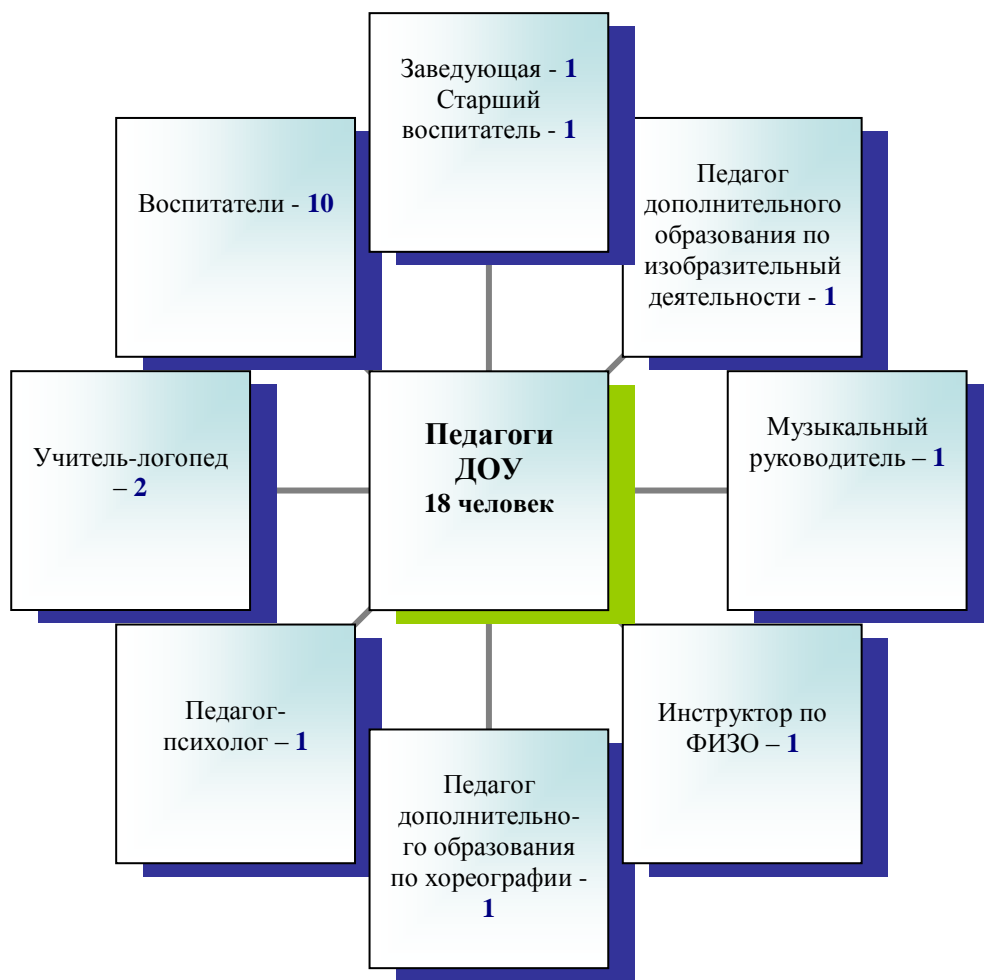 Заведующая - 1
Старший
воспитатель - 1
Педагог
дополнительного
образования по
изобразительный
деятельности - 1
Музыкальный
руководитель – 1
Инструктор по
ФИЗО – 1
Педагог
дополнительно-
го образования
по хореографии -
1
Педагог-
психолог – 1
Учитель-логопед
– 2
Воспитатели - 10
Педагоги
ДОУ
18 человек